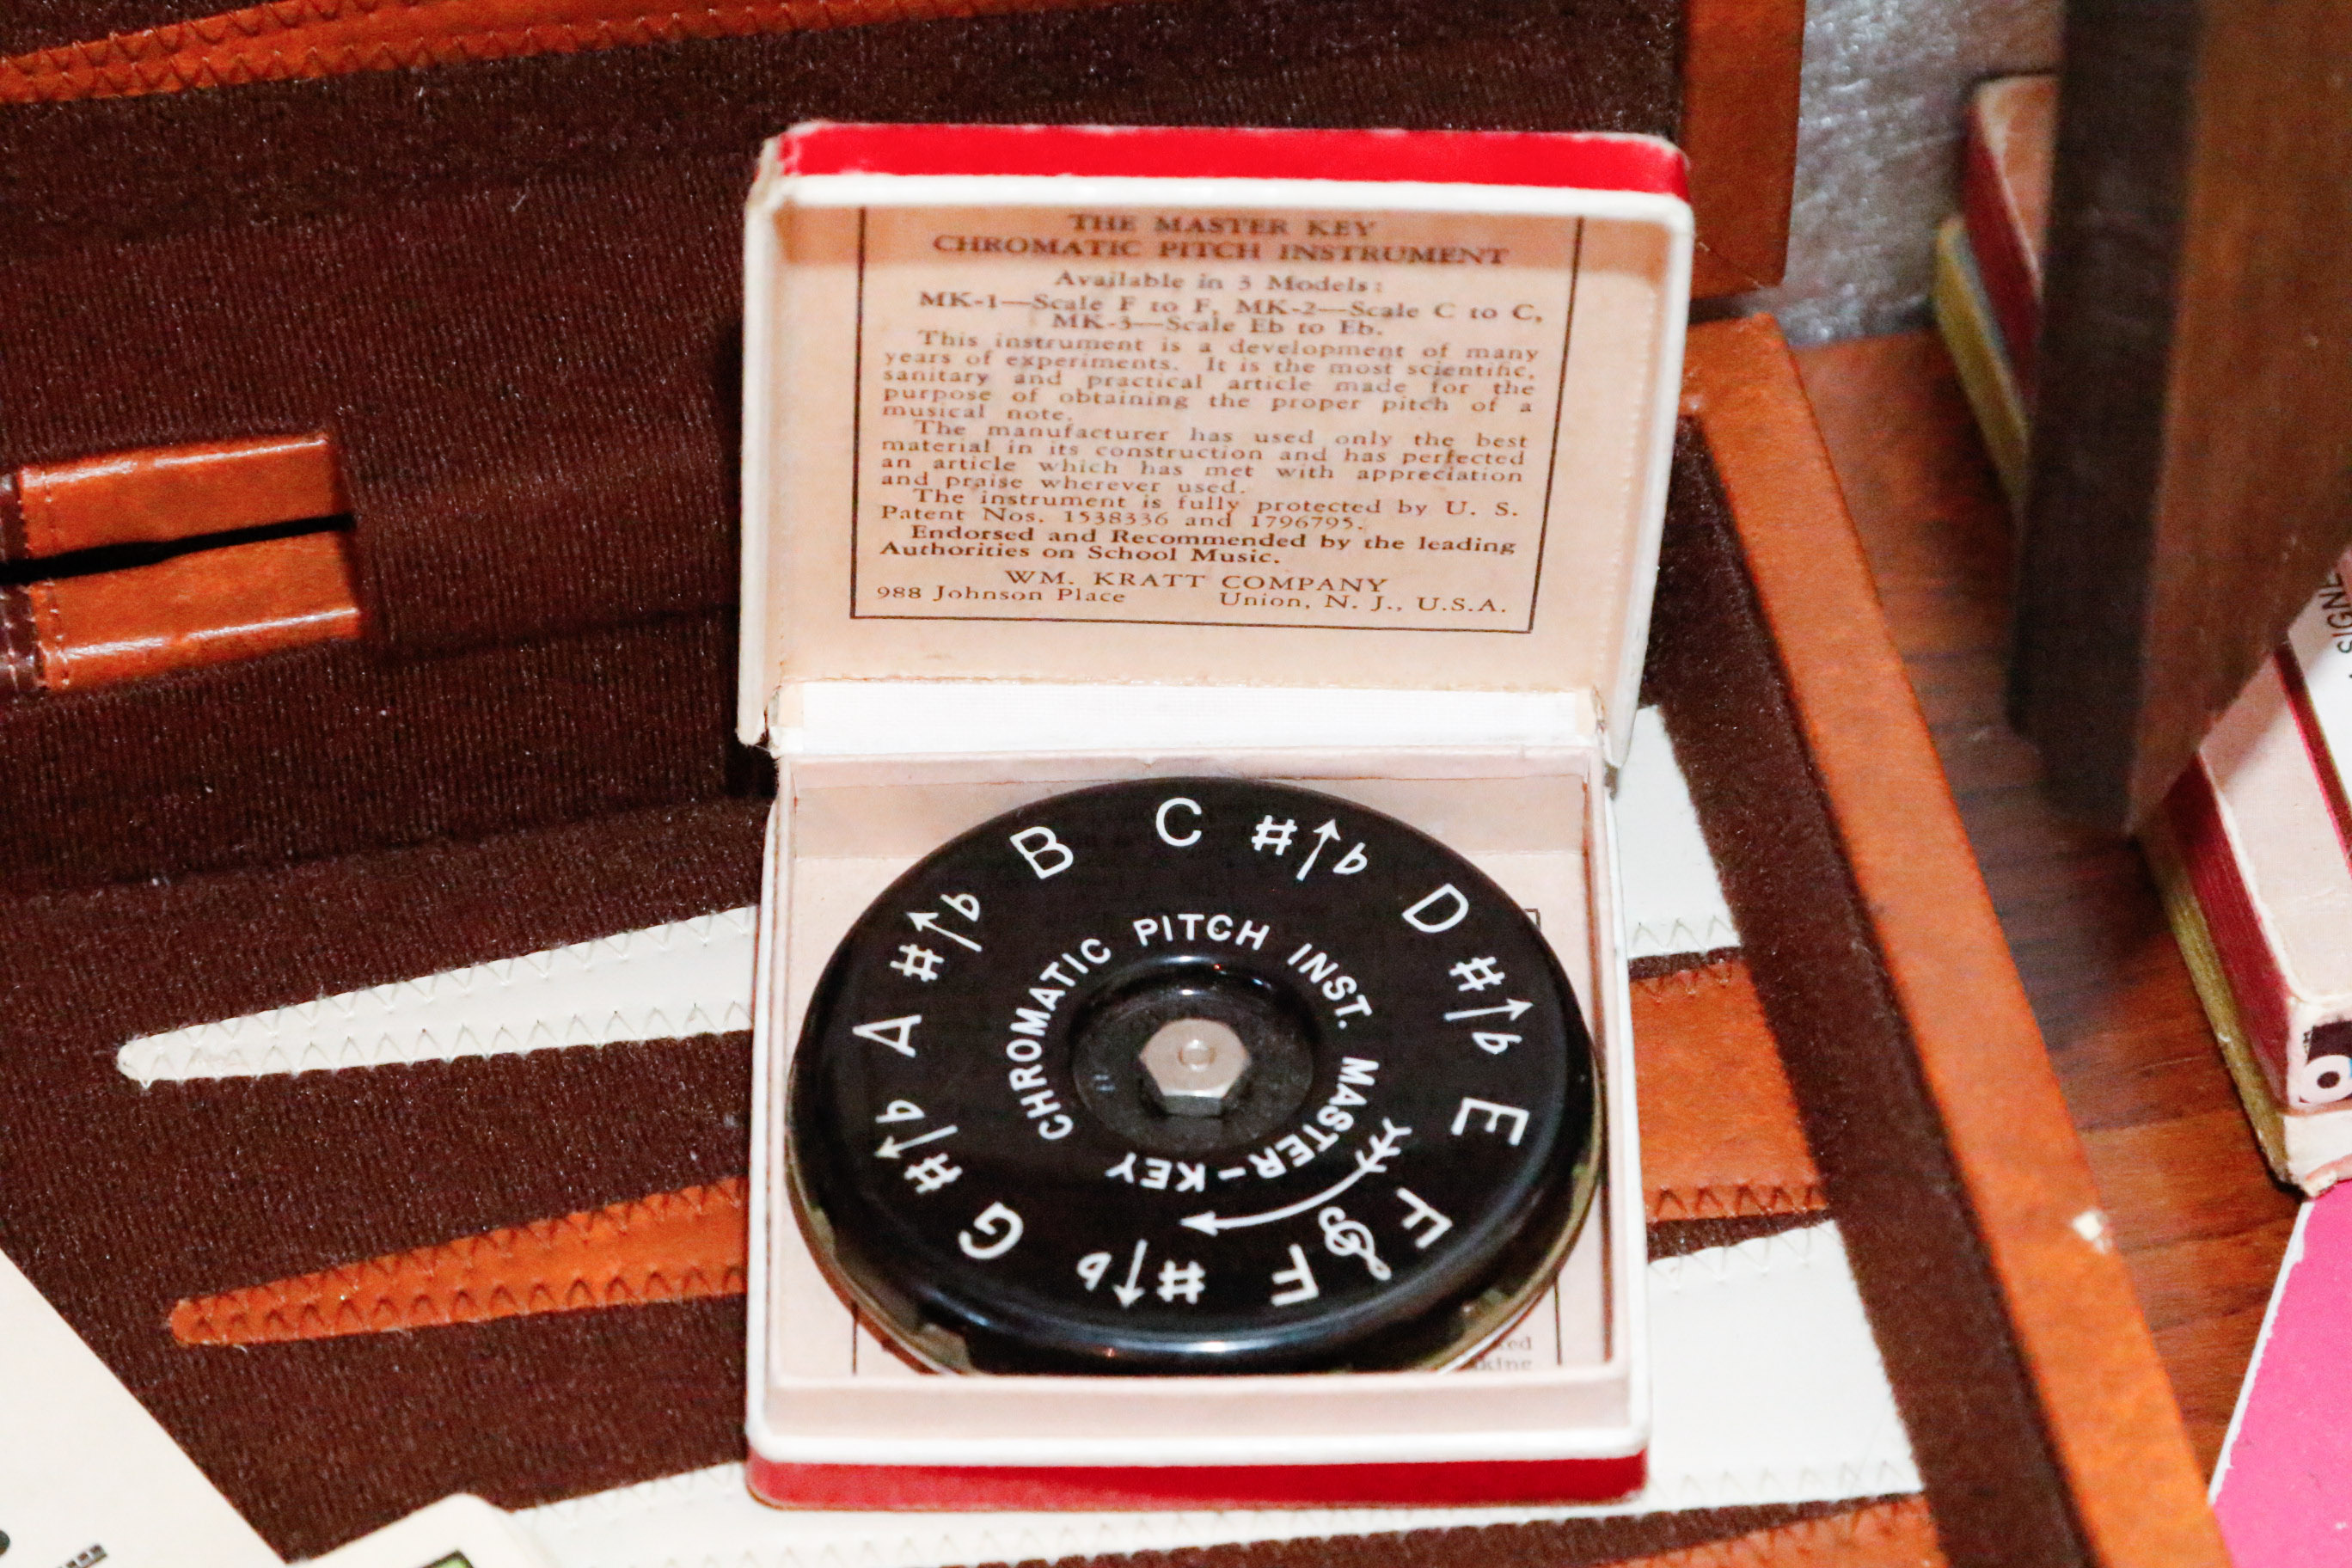 THE MASTER KEY
CHROMATIC PITCH INSTRUMENT
Available in 3 Models:
MK-1—Scale F to F, MK-2—Scale C to C,
MK-3—Scale Eb to Eb.
This instrument is a development of many
years of experiments. It is the most scientific,
sanitary and practical article made for the
purpose of obtaining the proper pitch of a
musical note.
The manufacturer has used only the best
material in its construction and has perfected
an article which has met with appreciation
and praise wherever used.
The instrument is fully protected by U. S.
Patent Nos. 1538336 and 1796795.
Endorsed and Recommended by the leading
Authorities on School Music.
WM. KRATT COMPANY
988 Johnson Place Union, N. J., U.S.A.
F #↑♭ G #↑♭ A #↑♭ B C #↑♭ D #↑♭ E F
CHROMATIC PITCH INST. MASTER-KEY